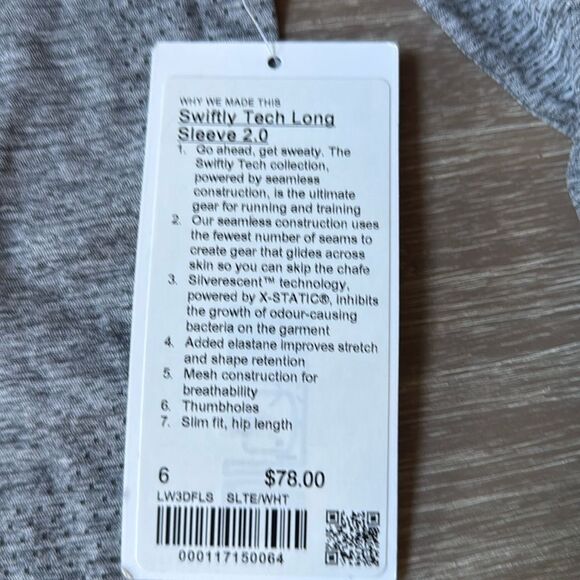 WHY WE MADE THIS
Swiftly Tech Long
Sleeve 2.0
1. Go ahead, get sweaty. The
Swiftly Tech collection,
powered by seamless
construction, is the ultimate
gear for running and training
2. Our seamless construction uses
the fewest number of seams to
create gear that glides across
skin so you can skip the chafe
3. Silverescent™ technology,
powered by X-STATIC®, inhibits
the growth of odour-causing
bacteria on the garment
4. Added elastane improves stretch
and shape retention
5. Mesh construction for
breathability
6. Thumbholes
7. Slim fit, hip length
6 $78.00
LW3DFLS SLTE/WHT
000117150064